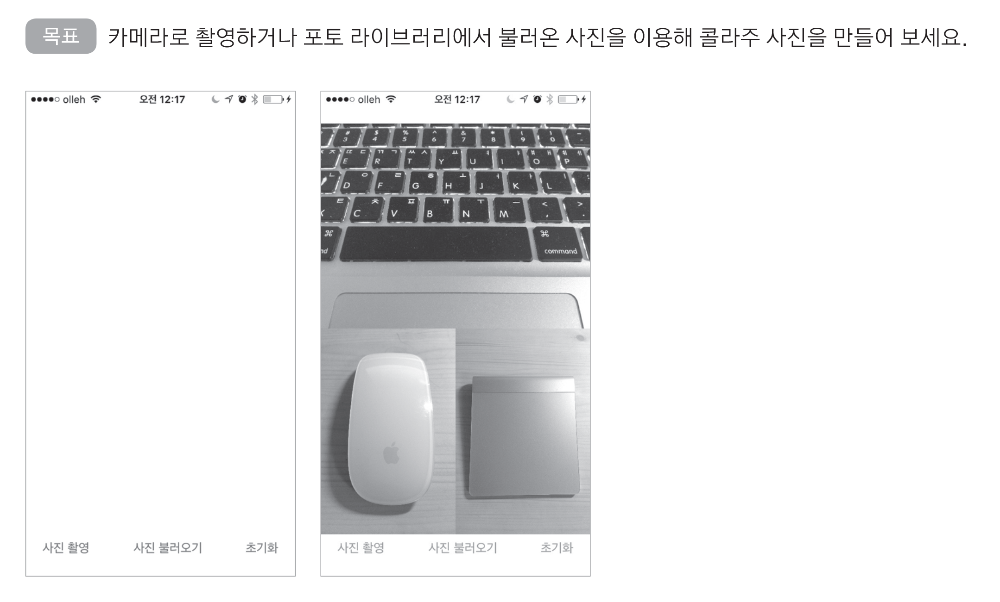 목표 카메라로 촬영하거나 포토 라이브러리에서 불러온 사진을 이용해 콜라주 사진을 만들어 보세요.
olleh 오전 12:17
사진 촬영 사진 불러오기 초기화
olleh 오전 12:17
# $ % ^ & * ( ) –
3 4 5 6 7 8 9 0 -
ㅈ ㄸ ㄷ ㄲ ㄱ ㅆ ㅅ ㅛ ㅕ ㅑ ㅒ ㅐ ㅖ ㅔ
E R T Y U I O P
ㄴ ㅇ ㄹ ㅎ ㅗ ㅓ ㅏ ㅣ
D F G H J K L
ㅌ ㅊ ㅍ ㅠ ㅜ ㅡ < >
C V B N M , .
⌘ ⌘
command
사진 촬영 사진 불러오기 초기화